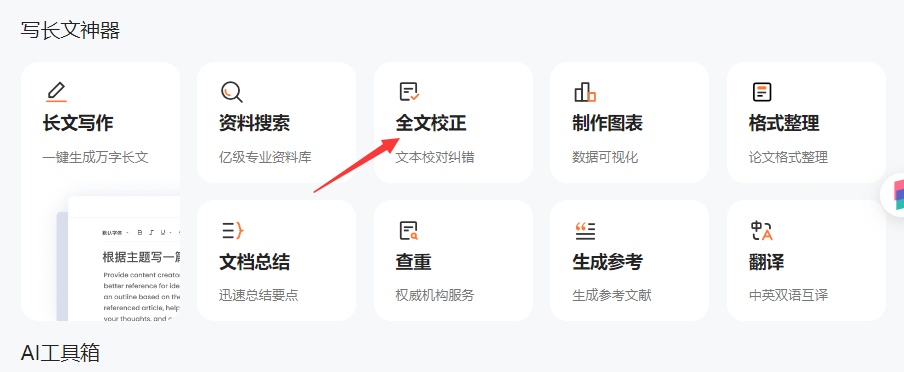 写长文神器
长文写作
一键生成万字长文
默认字体 B I U
根据主题写一篇
Provide content creator
better reference for ide
an outline based on the
referenced article, help
your thoughts, and c
资料搜索
亿级专业资料库
全文校正
文本校对纠错
制作图表
数据可视化
格式整理
论文格式整理
文档总结
迅速总结要点
查重
权威机构服务
生成参考
生成参考文献
中 A
翻译
中英双语互译
AI工具箱